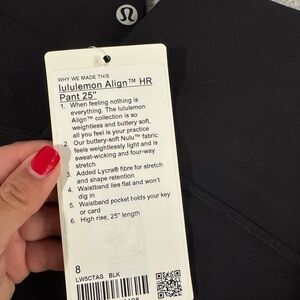 WHY WE MADE THIS
lululemon Align™ HR
Pant 25"
1 When feeling nothing is
everything. The lululemon
Align™ collection is so
weightless and buttery soft,
all you feel is your practice
2. Our buttery-soft Nulu™ fabric
feels weightlessly light and is
sweat-wicking and four-way
stretch
3 Added Lycra® fibre for stretch
and shape retention
4 Waistband lies flat and won't
dig in
5 Waistband pocket holds your key
or card
6 High rise, 25" length
8
LW5CTAS BLK